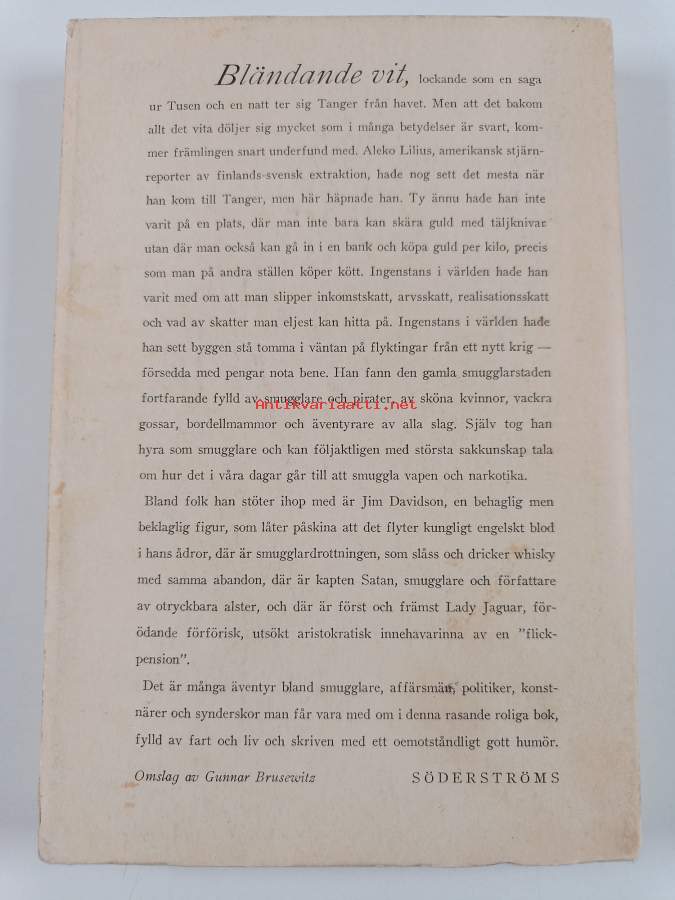 Bländande vit, lockande som en saga
ur Tusen och en natt ter sig Tanger från havet. Men att det bakom
allt det vita döljer sig mycket som i många betydelser är svart, kom-
mer främlingen snart underfund med. Aleko Lilius, amerikansk stjärn-
reporter av finlands-svensk extraktion, hade nog sett det mesta när
han kom till Tanger, men här häpnade han. Ty ännu hade han inte
varit på en plats, där man inte bara kan skära guld med täljknivar
utan där man också kan gå in i en bank och köpa guld per kilo, precis
som man på andra ställen köper kött. Ingenstans i världen hade han
varit med om att man slipper inkomstskatt, arvsskatt, realisationsskatt
och vad av skatter man eljest kan hitta på. Ingenstans i världen hade
han sett byggen stå tomma i väntan på flyktingar från ett nytt krig —
försedda med pengar nota bene. Han fann den gamla smugglarstaden
fortfarande fylld av smugglare och pirater, av sköna kvinnor, vackra
Antikvariaatti.net
gossar, bordellmammor och äventyrare av alla slag. Själv tog han
hyra som smugglare och kan följaktligen med största sakkunskap tala
om hur det i våra dagar går till att smuggla vapen och narkotika.
Bland folk han stöter ihop med är Jim Davidson, en behaglig men
beklaglig figur, som låter påskina att det flyter kungligt engelskt blod
i hans ådror, där är smugglardrottningen, som slåss och dricker whisky
med samma abandon, där är kapten Satan, smugglare och författare
av otryckbara alster, och där är först och främst Lady Jaguar, för-
ödande förförisk, utsökt aristokratisk innehavarinna av en ”flick-
pension”.
Det är många äventyr bland smugglare, affärsmän, politiker, konst-
närer och synderskor man får vara med om i denna rasande roliga bok,
fylld av fart och liv och skriven med ett oemotståndligt gott humör.
Omslag av Gunnar Brusewitz SÖDERSTRÖMS